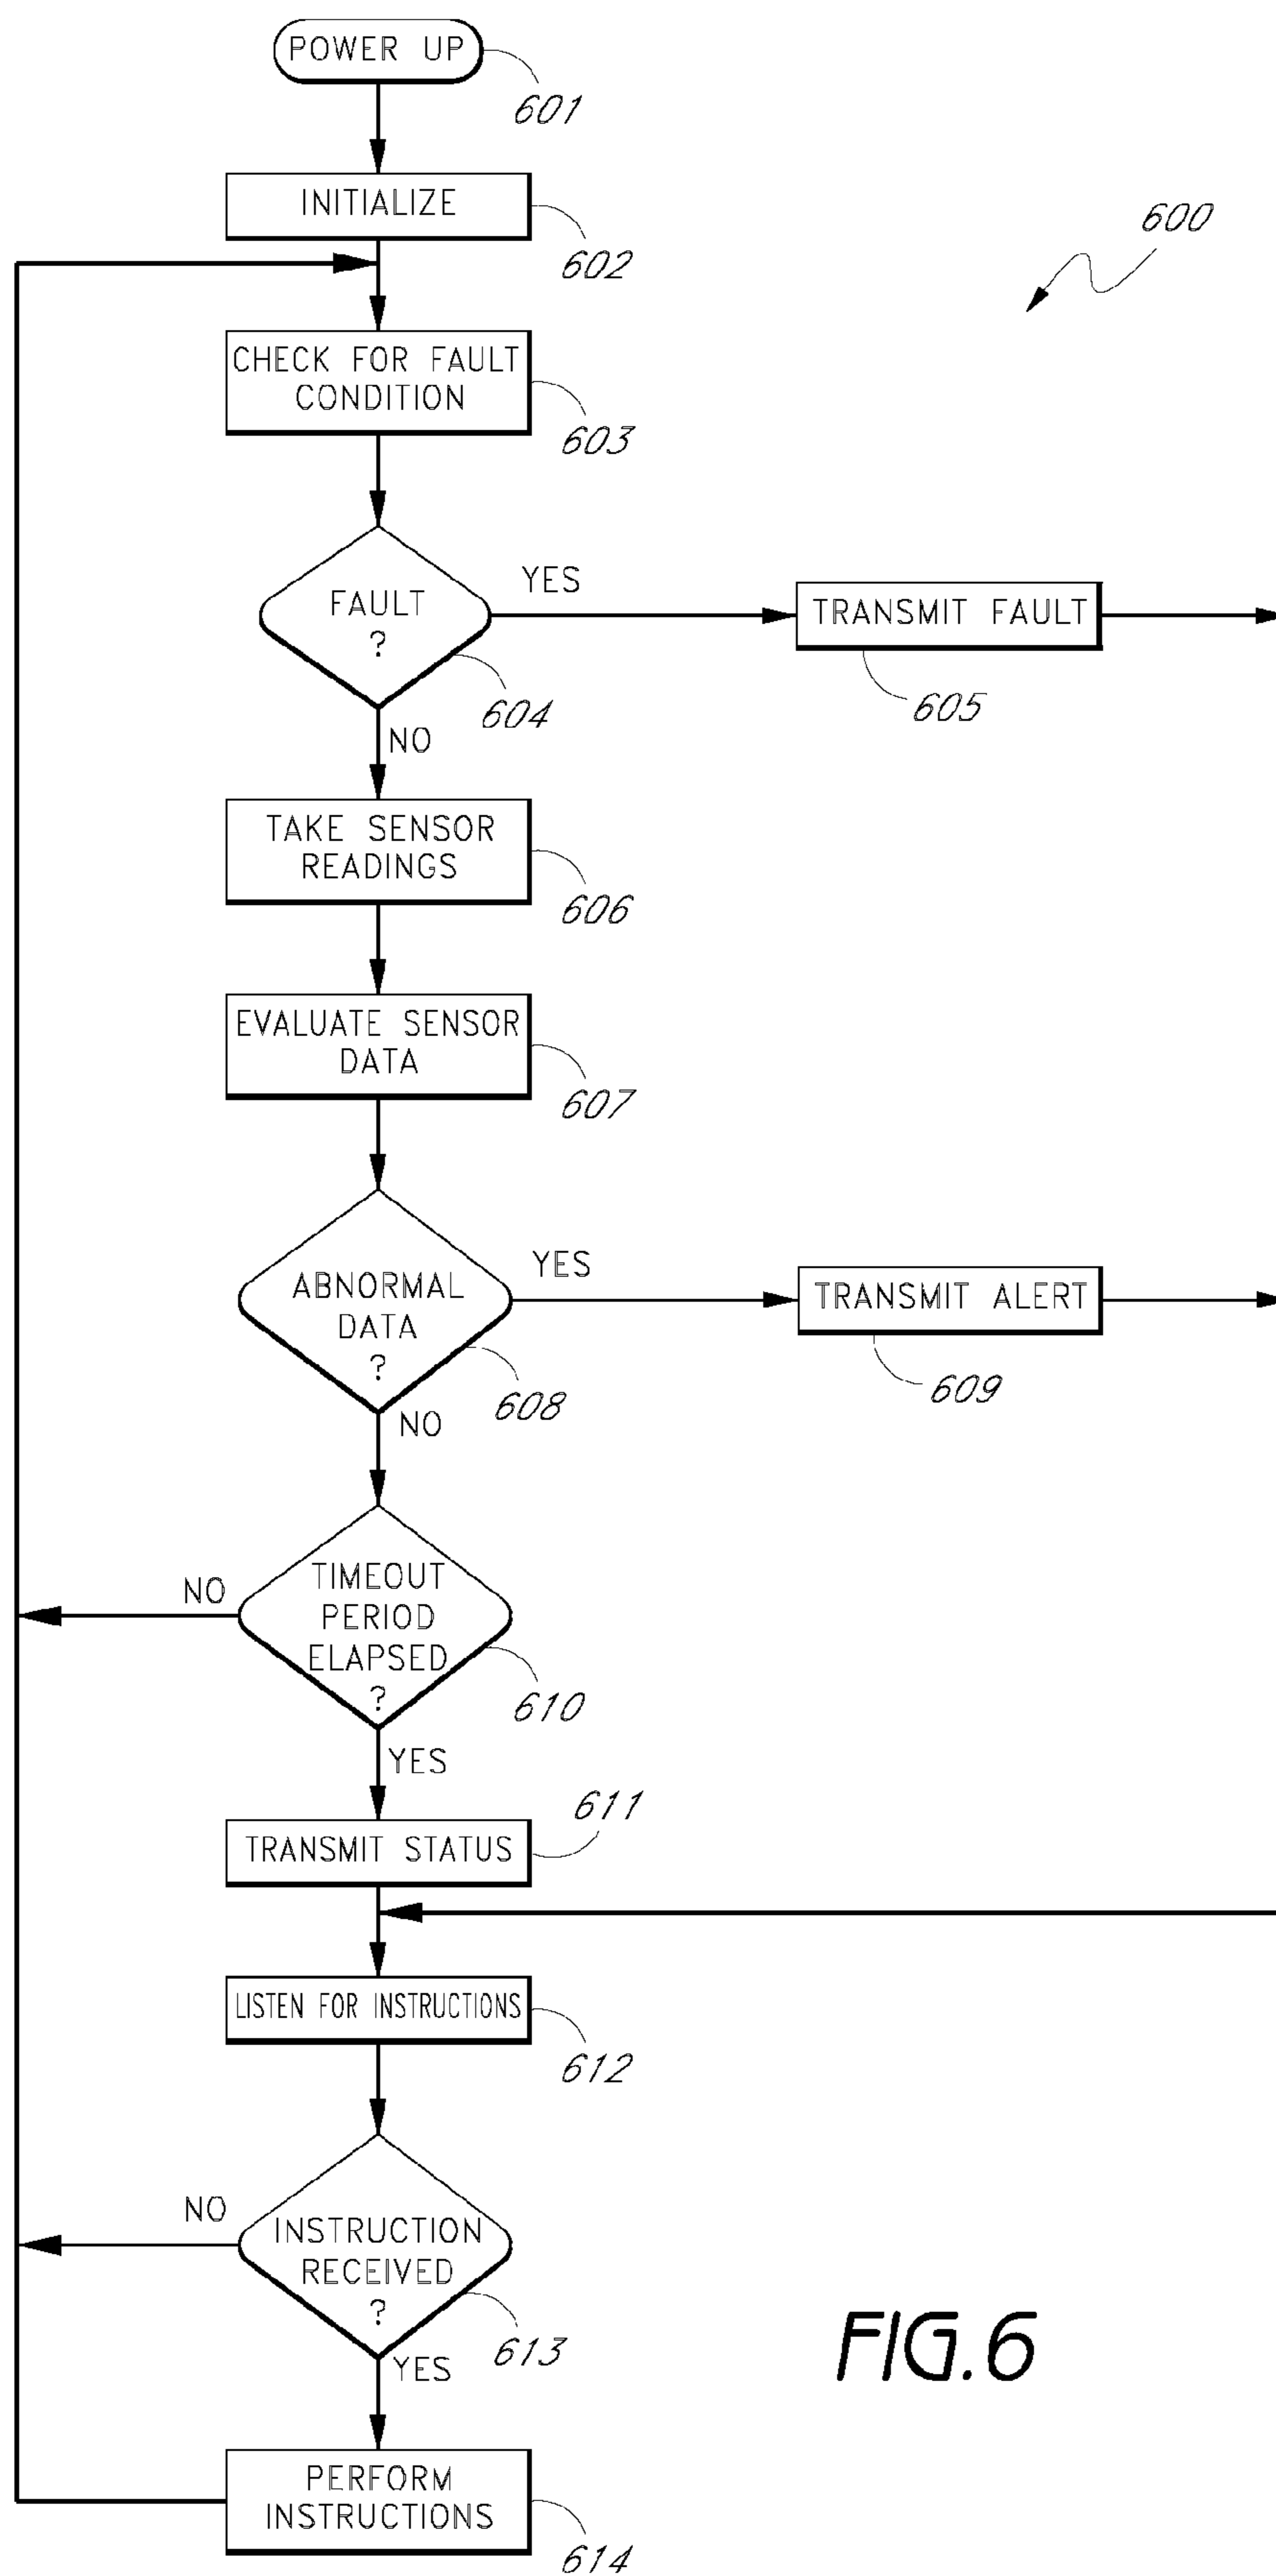 POWER UP
601
INITIALIZE
602
600
CHECK FOR FAULT
CONDITION
603
FAULT
?
604
YES
TRANSMIT FAULT
605
NO
TAKE SENSOR
READINGS
606
EVALUATE SENSOR
DATA
607
ABNORMAL
DATA
?
608
YES
TRANSMIT ALERT
609
NO
TIMEOUT
PERIOD
ELAPSED
?
610
NO
YES
TRANSMIT STATUS
611
LISTEN FOR INSTRUCTIONS
612
INSTRUCTION
RECEIVED
?
613
NO
YES
PERFORM
INSTRUCTIONS
614
FIG.6